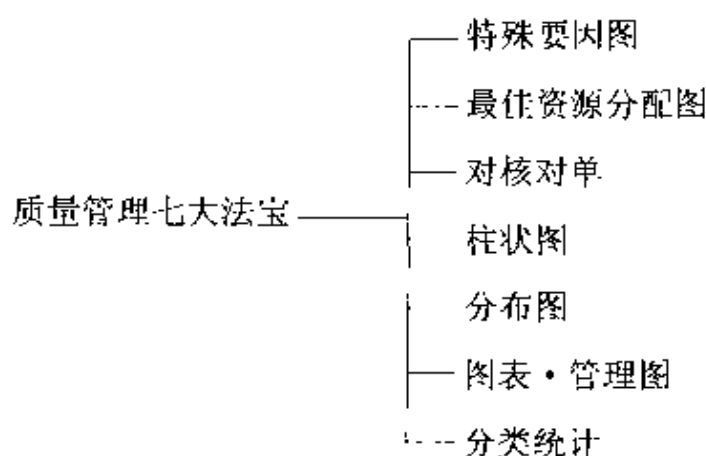 特殊要因图
最佳资源分配图
对核对单
质量管理七大法宝
柱状图
分布图
图表·管理图
分类统计